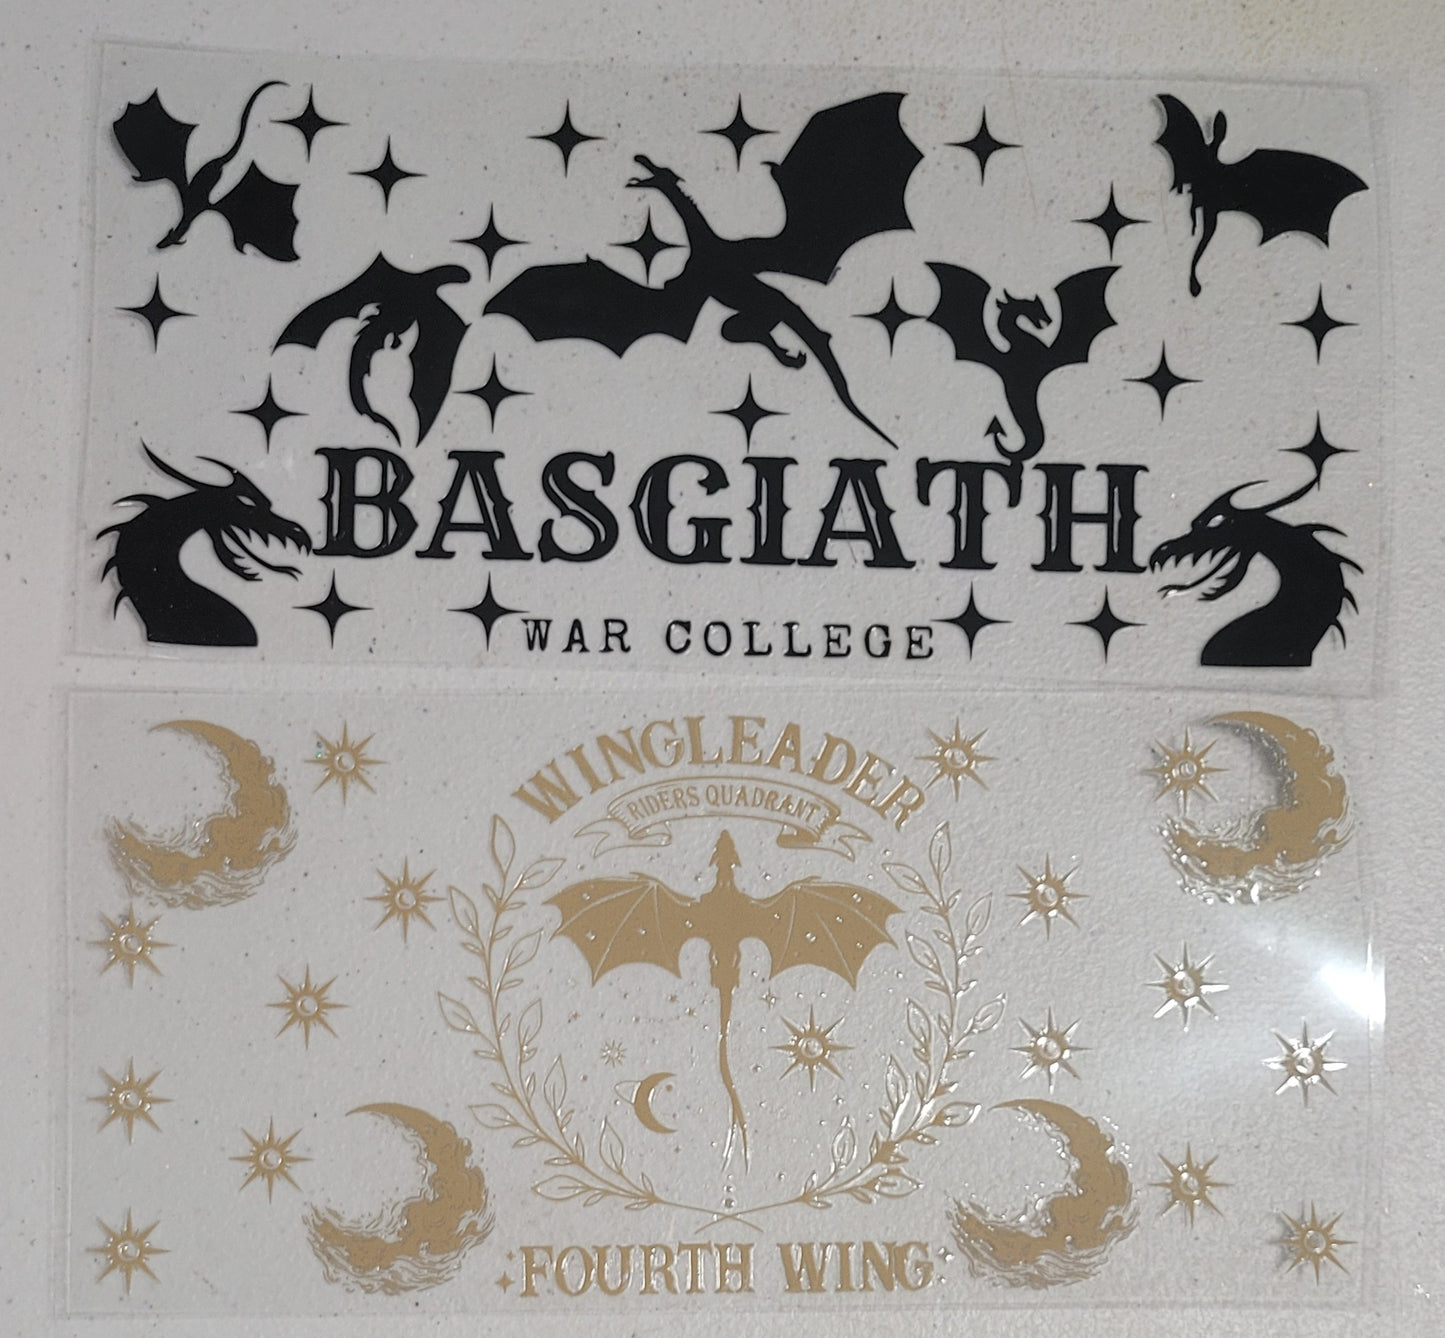 BASGIATH
WAR COLLEGE
WINGLEADER
RIDERS QUADRANT
FOURTH WING